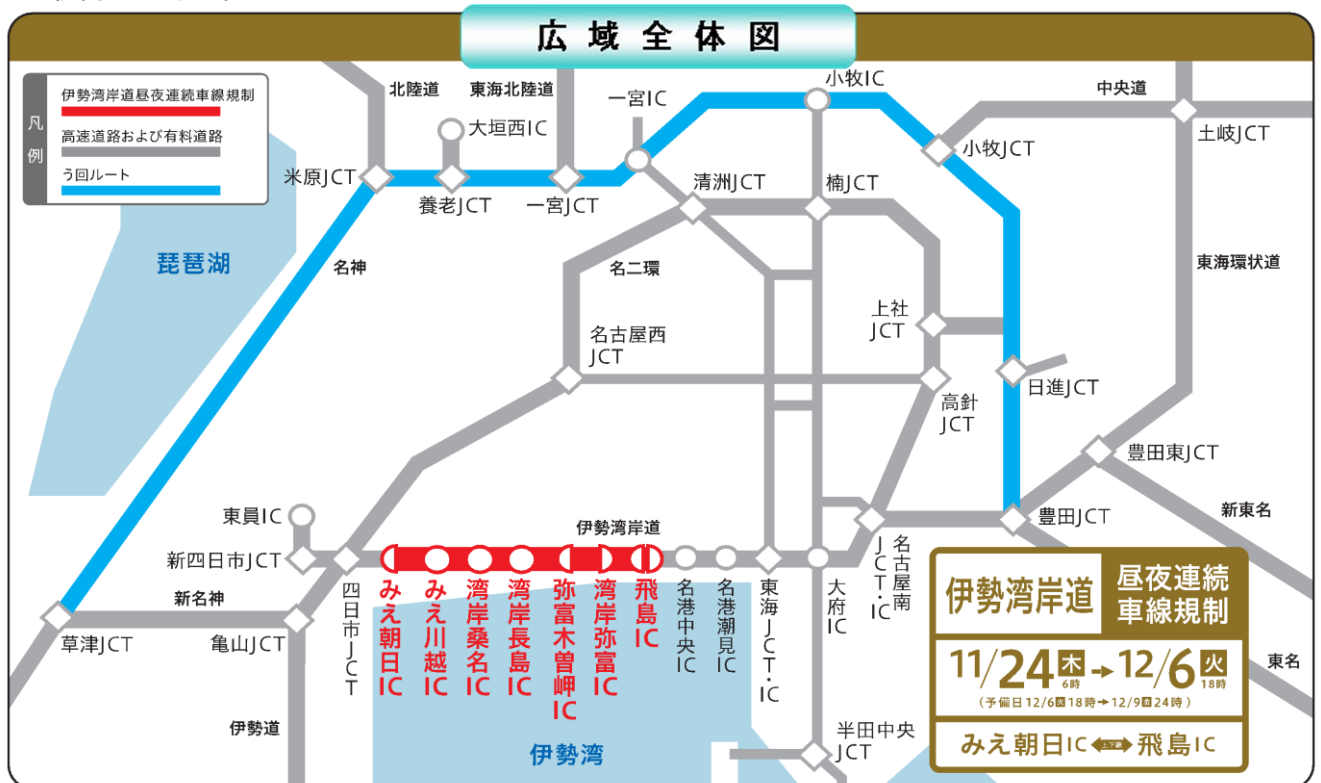 広域全体図
凡例
伊勢湾岸道昼夜連続車線規制
高速道路および有料道路
う回ルート
北陸道
東海北陸道
一宮IC
小牧IC
中央道
大垣西IC
土岐JCT
小牧JCT
米原JCT
養老JCT
一宮JCT
清洲JCT
楠JCT
琵琶湖
名神
名二環
東海環状道
上社
JCT
名古屋西
JCT
日進JCT
高針
JCT
豊田東JCT
東員IC
伊勢湾岸道
豊田JCT
新東名
新四日市JCT
新名神
草津JCT
亀山JCT
四日市JCT
みえ朝日IC
みえ川越IC
湾岸桑名IC
湾岸長島IC
弥富木曽岬IC
湾岸弥富IC
飛島IC
名港中央IC
名港潮見IC
東海JCT・IC
大府IC
名古屋南
JCT・IC
伊勢道
伊勢湾
半田中央
JCT
東名
伊勢湾岸道
昼夜連続
車線規制
11/24木6時→12/6火18時
(予備日12/6火18時→12/9金24時)
みえ朝日IC 上下線 飛島IC